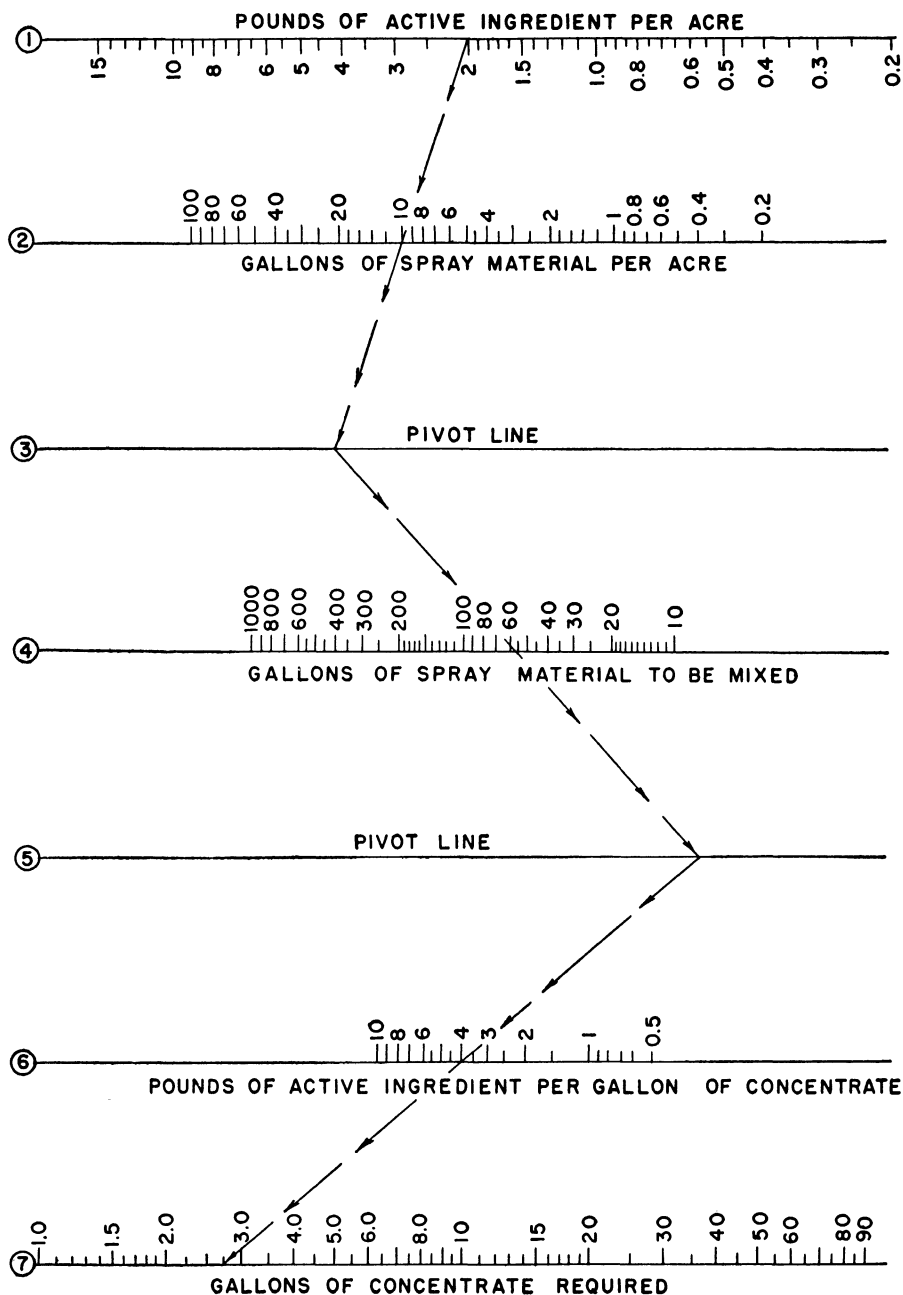 POUNDS OF ACTIVE INGREDIENT PER ACRE
1
15 10 8 6 5 4 3 2 1.5 1.0 0.8 0.6 0.5 0.4 0.3 0.2
100 80 60 40 20 10 8 6 4 2 1 0.8 0.6 0.4 0.2
2
GALLONS OF SPRAY MATERIAL PER ACRE
PIVOT LINE
3
1000 800 600 400 300 200 100 80 60 40 30 20 10
4
GALLONS OF SPRAY MATERIAL TO BE MIXED
PIVOT LINE
5
10 8 6 4 3 2 1 0.5
6
POUNDS OF ACTIVE INGREDIENT PER GALLON OF CONCENTRATE
1.0 1.5 2.0 3.0 4.0 5.0 6.0 8.0 10 15 20 30 40 50 60 80 90
7
GALLONS OF CONCENTRATE REQUIRED